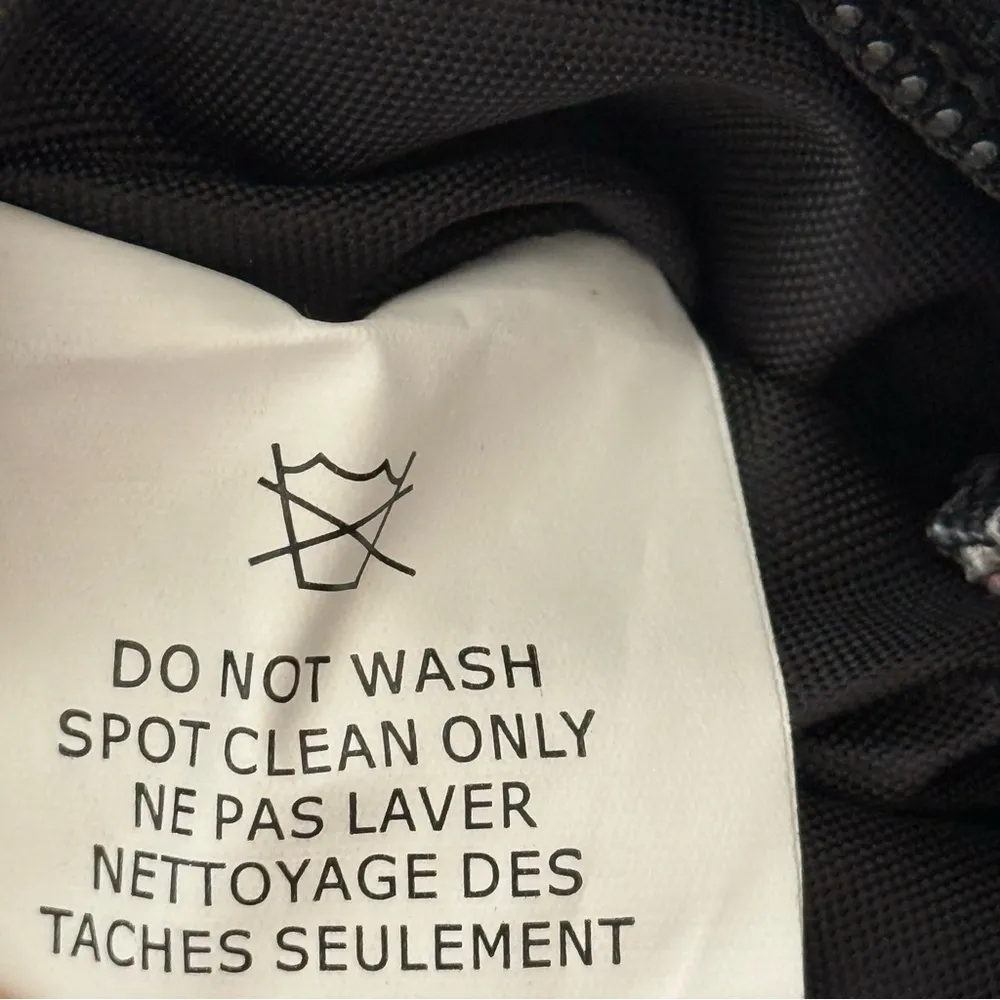 DO NOT WASH
SPOT CLEAN ONLY
NE PAS LAVER
NETTOYAGE DES
TACHES SEULEMENT